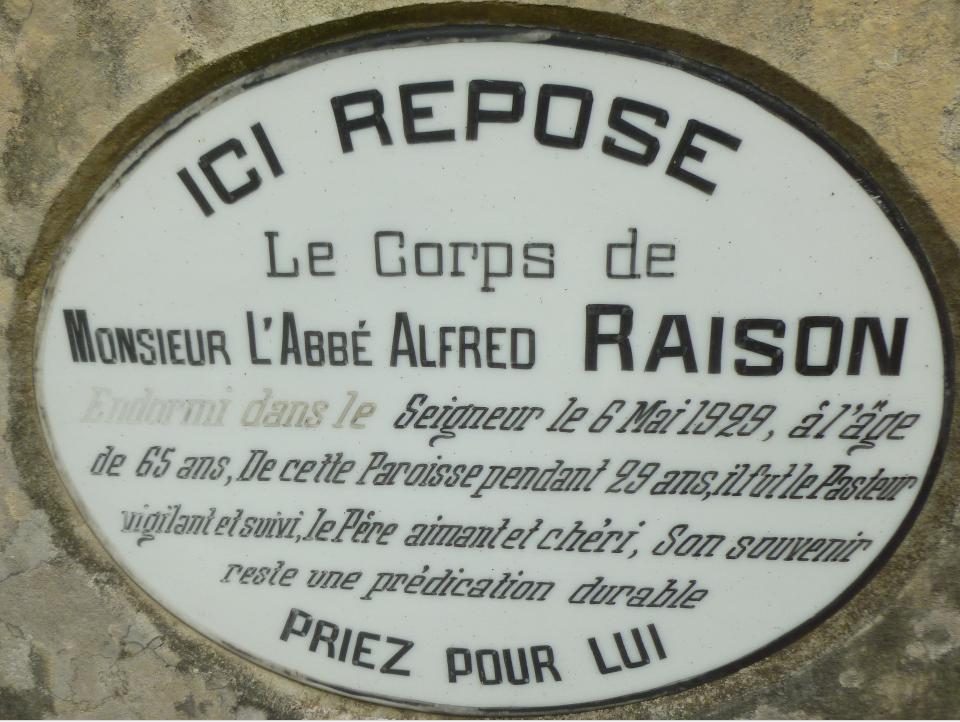 ICI REPOSE
Le Corps de
MONSIEUR L'ABBÉ ALFRED RAISON
Endormi dans le Seigneur le 6 Mai 1929, á l'âge
de 65 ans, De cette Paroisse pendant 29 ans, il fut le Pasteur
vigilant et suivi, le Pére aimant et chéri, Son souvenir
reste une prédication durable
PRIEZ POUR LUI